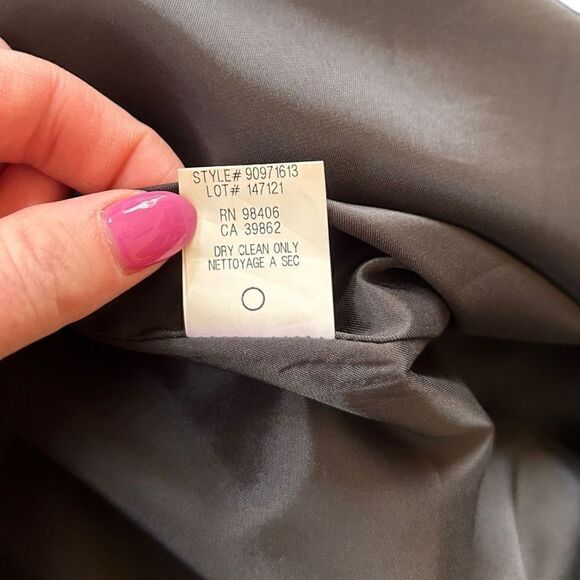 STYLE# 90971613
LOT# 147121
RN 98406
CA 39862
DRY CLEAN ONLY
NETTOYAGE A SEC